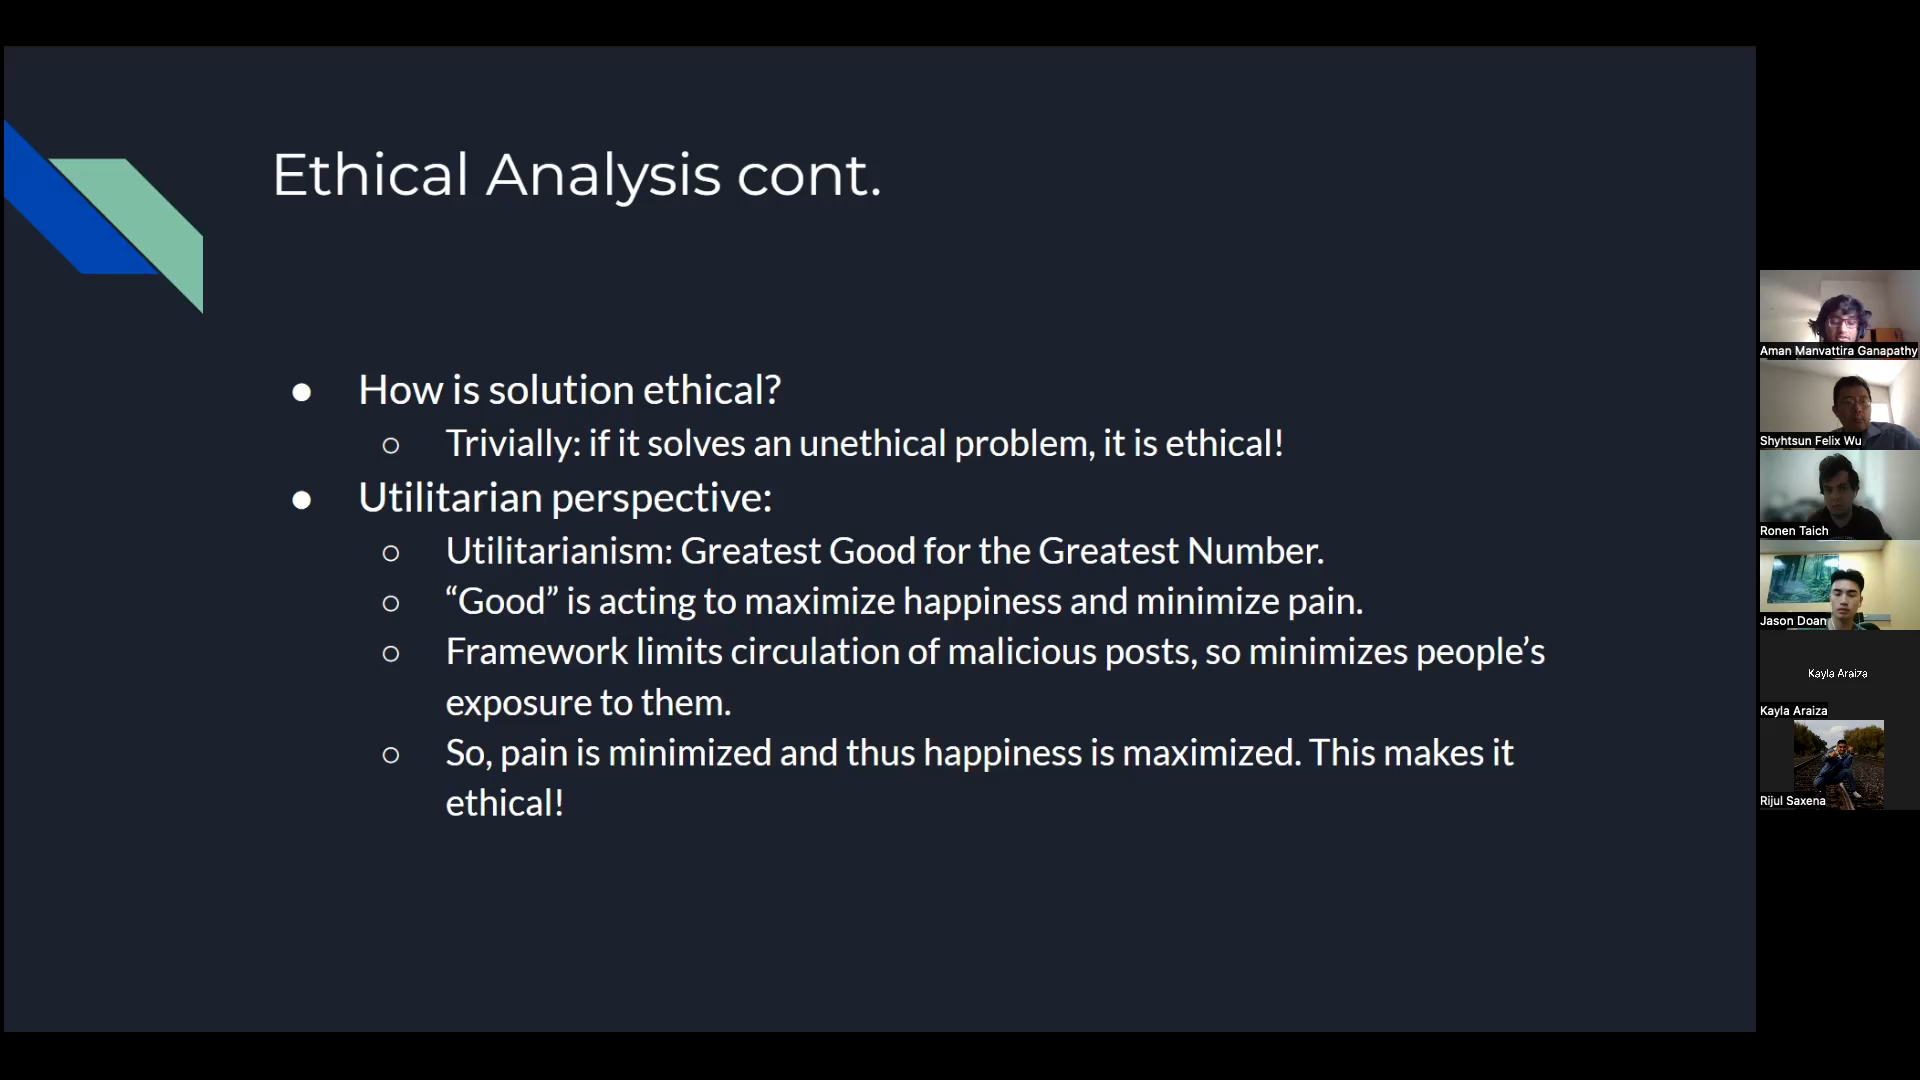 Ethical Analysis cont.
● How is solution ethical?
○ Trivially: if it solves an unethical problem, it is ethical!
● Utilitarian perspective:
○ Utilitarianism: Greatest Good for the Greatest Number.
○ “Good” is acting to maximize happiness and minimize pain.
○ Framework limits circulation of malicious posts, so minimizes people’s
exposure to them.
○ So, pain is minimized and thus happiness is maximized. This makes it
ethical!
Aman Manvattira Ganapathy
Shyhtsun Felix Wu
Ronen Taich
Jason Doan
Kayla Araiza
Kayla Araiza
Rijul Saxena